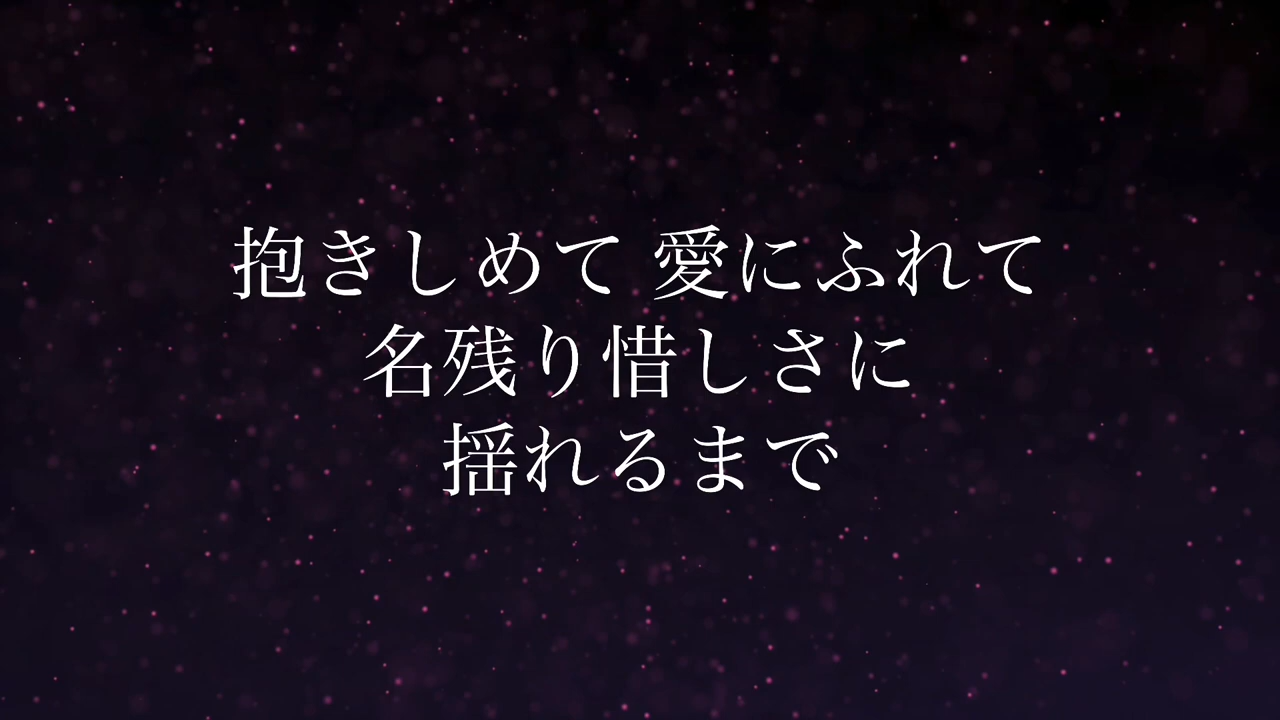 抱きしめて 愛にふれて
名残り惜しさに
揺れるまで